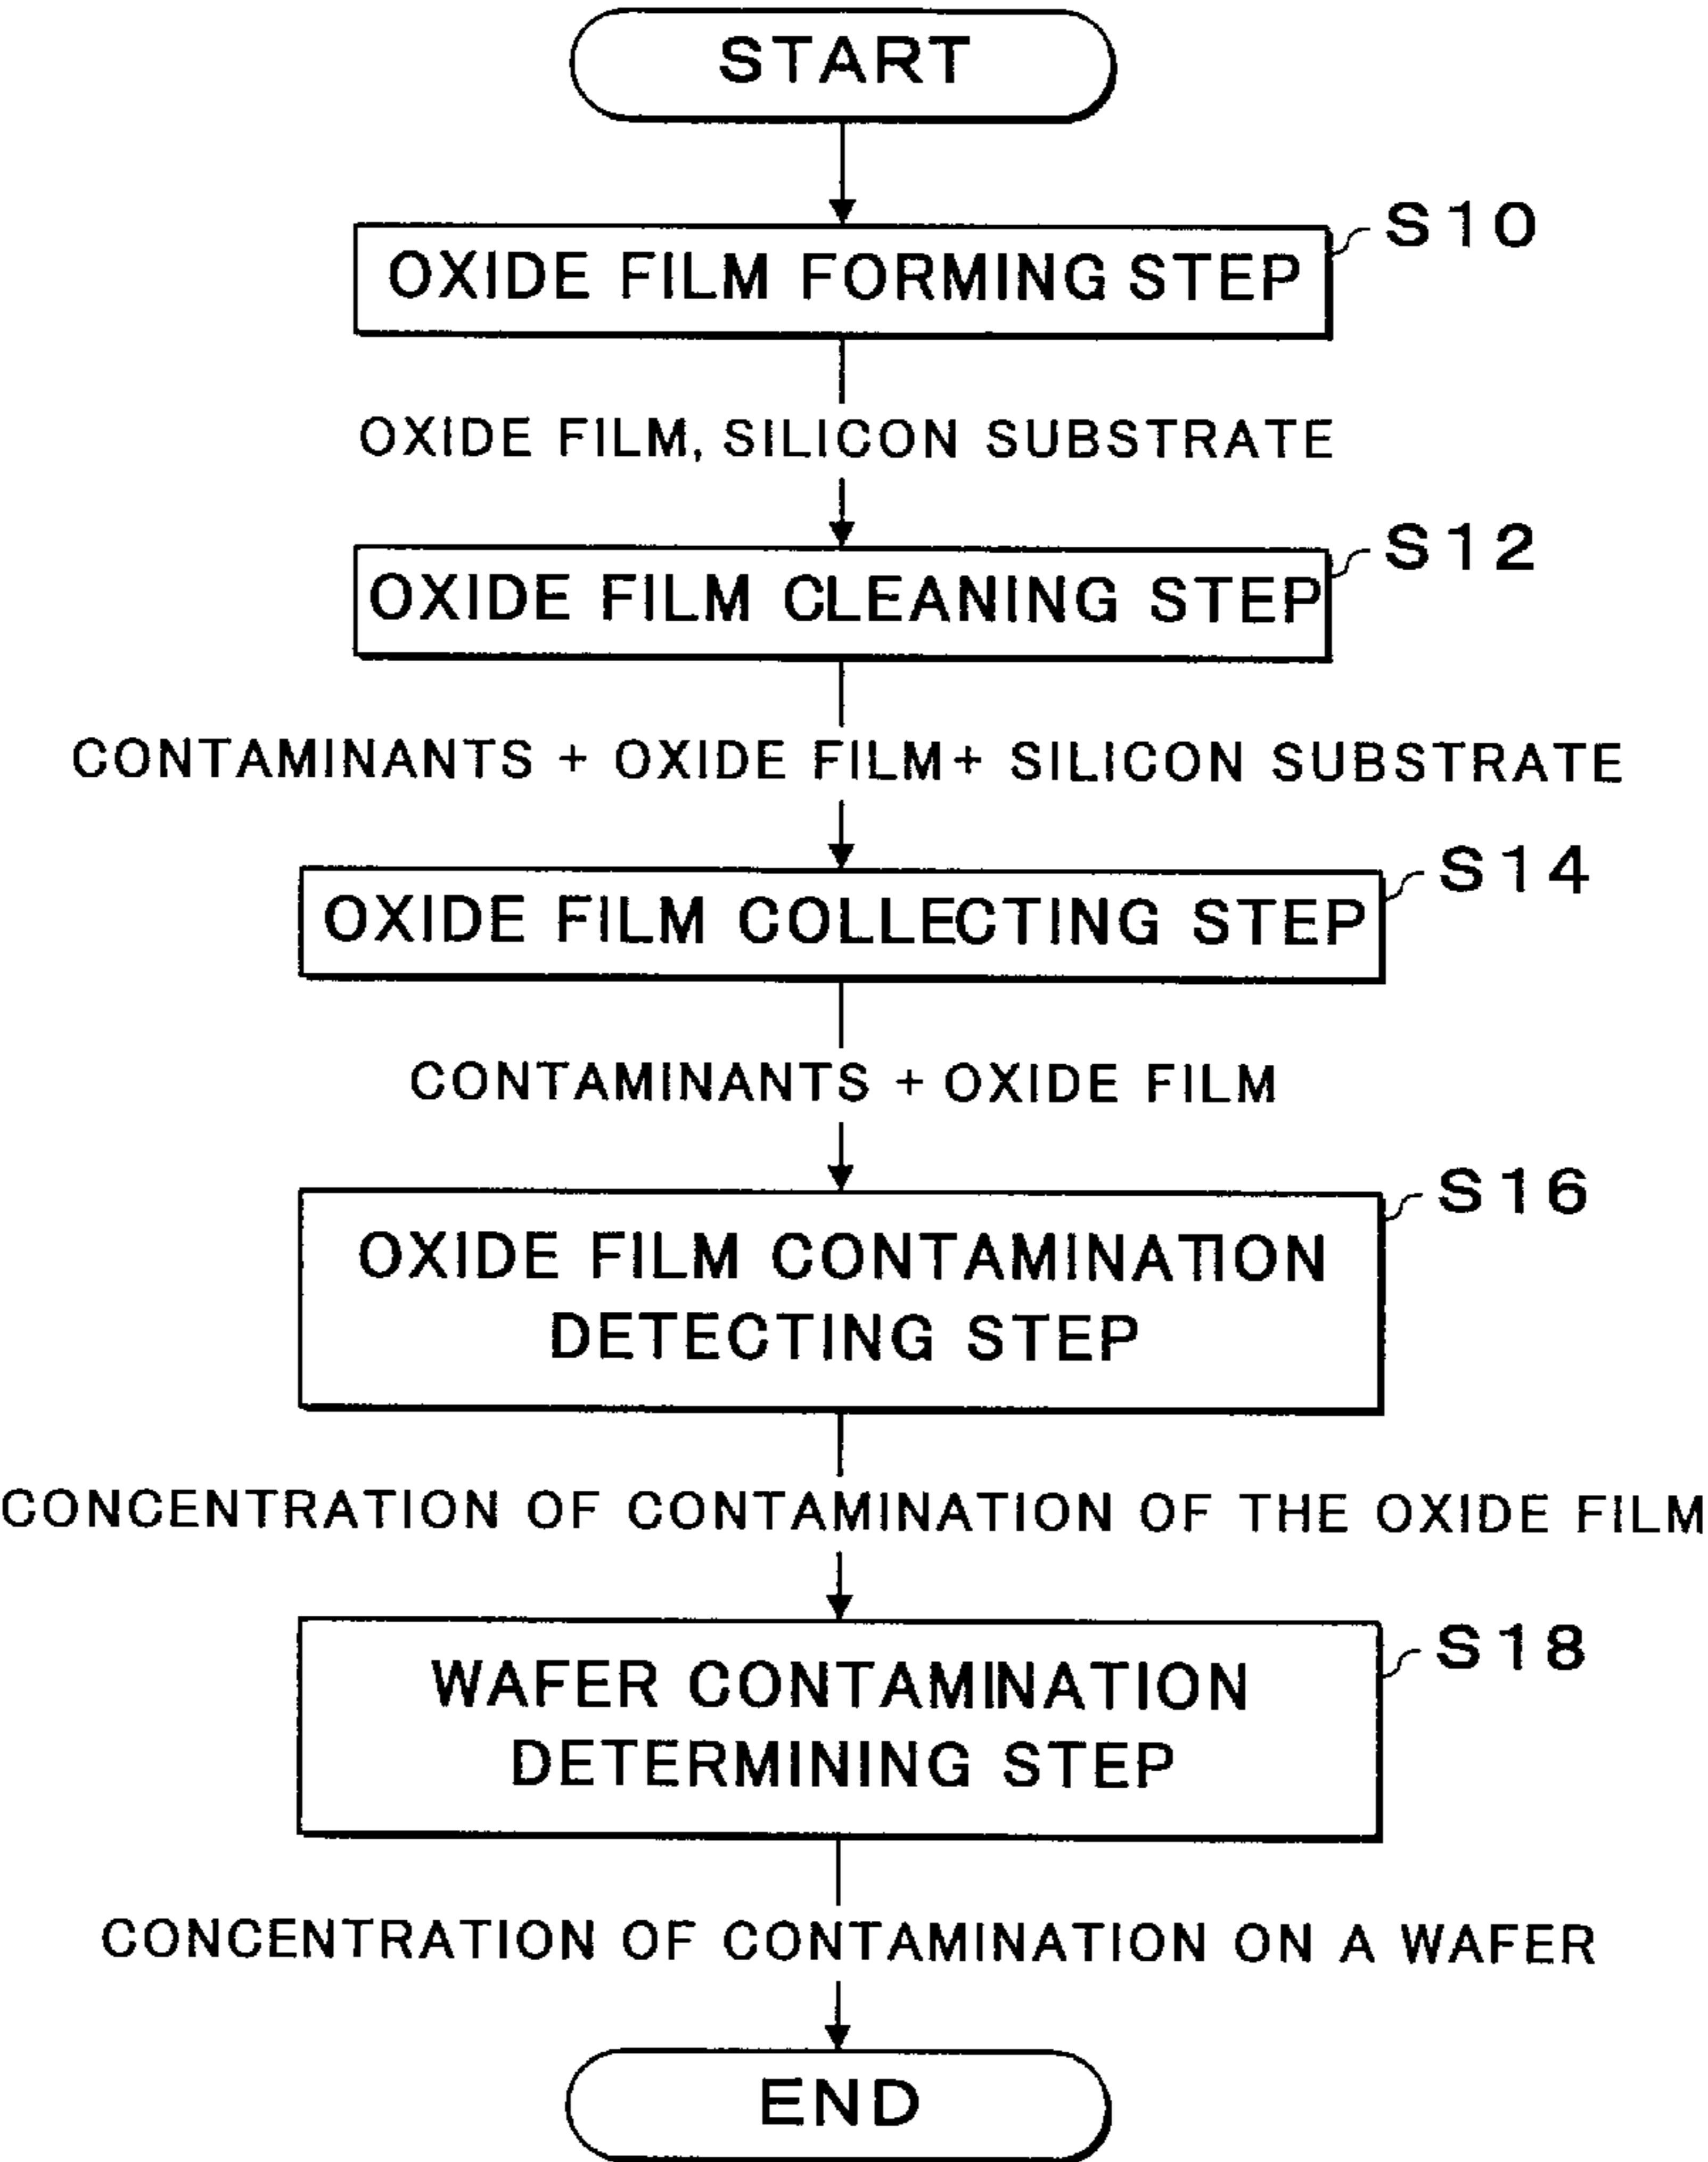 START
S10
OXIDE FILM FORMING STEP
OXIDE FILM, SILICON SUBSTRATE
S12
OXIDE FILM CLEANING STEP
CONTAMINANTS + OXIDE FILM + SILICON SUBSTRATE
S14
OXIDE FILM COLLECTING STEP
CONTAMINANTS + OXIDE FILM
S16
OXIDE FILM CONTAMINATION
DETECTING STEP
CONCENTRATION OF CONTAMINATION OF THE OXIDE FILM
S18
WAFER CONTAMINATION
DETERMINING STEP
CONCENTRATION OF CONTAMINATION ON A WAFER
END